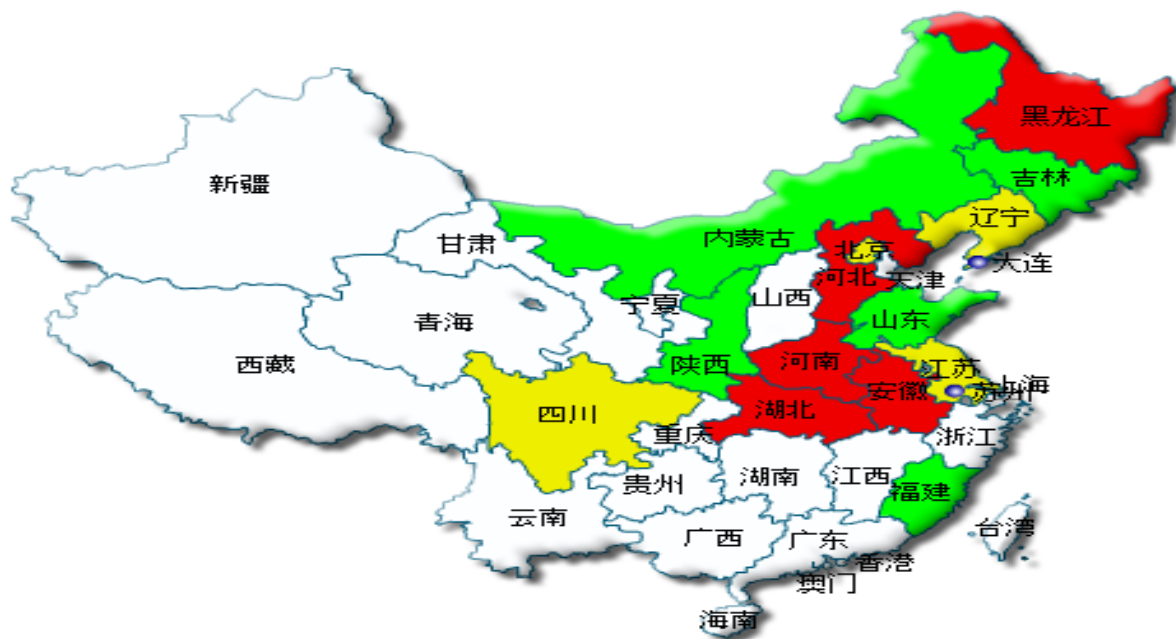 黑龙江
吉林
新疆
辽宁
内蒙古
甘肃
北京
大连
河北
天津
宁夏
山西
青海
山东
西藏
陕西
河南
江苏
上海
安徽
苏州
四川
湖北
重庆
浙江
贵州
湖南
江西
福建
云南
广西
广东
台湾
香港
澳门
海南